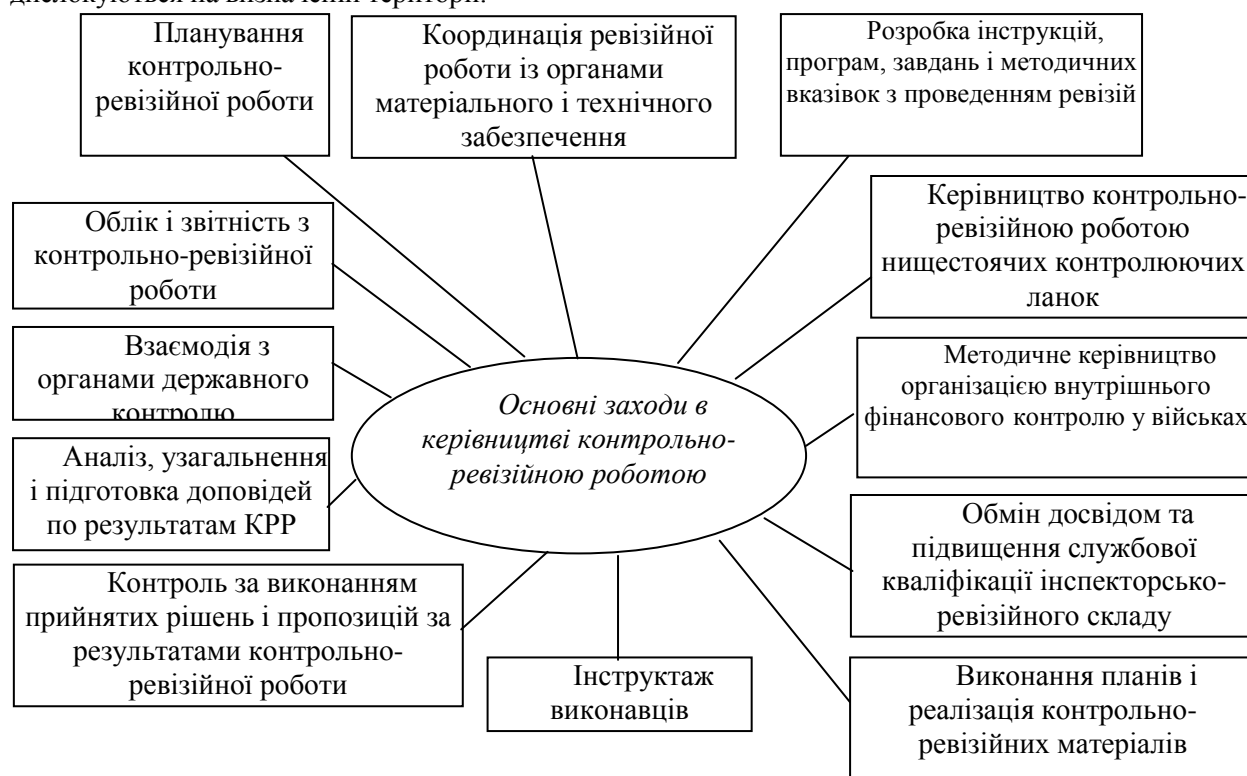 дислокуються на визначеній території.
Планування
контрольно-
ревізійної роботи
Координація ревізійної
роботи із органами
матеріального і технічного
забезпечення
Розробка інструкцій,
програм, завдань і методичних
вказівок з проведенням ревізій
Облік і звітність з
контрольно-ревізійної
роботи
Керівництво контрольно-
ревізійною роботою
нищестоячих контролюючих
ланок
Взаємодія з
органами державного
контролю
Основні заходи в
керівництві контрольно-
ревізійною роботою
Методичне керівництво
організацією внутрішнього
фінансового контролю у військах
Аналіз, узагальнення
і підготовка доповідей
по результатам КРР
Обмін досвідом та
підвищення службової
кваліфікації інспекторсько-
ревізійного складу
Контроль за виконанням
прийнятих рішень і пропозицій за
результатами контрольно-
ревізійної роботи
Інструктаж
виконавців
Виконання планів і
реалізація контрольно-
ревізійних матеріалів